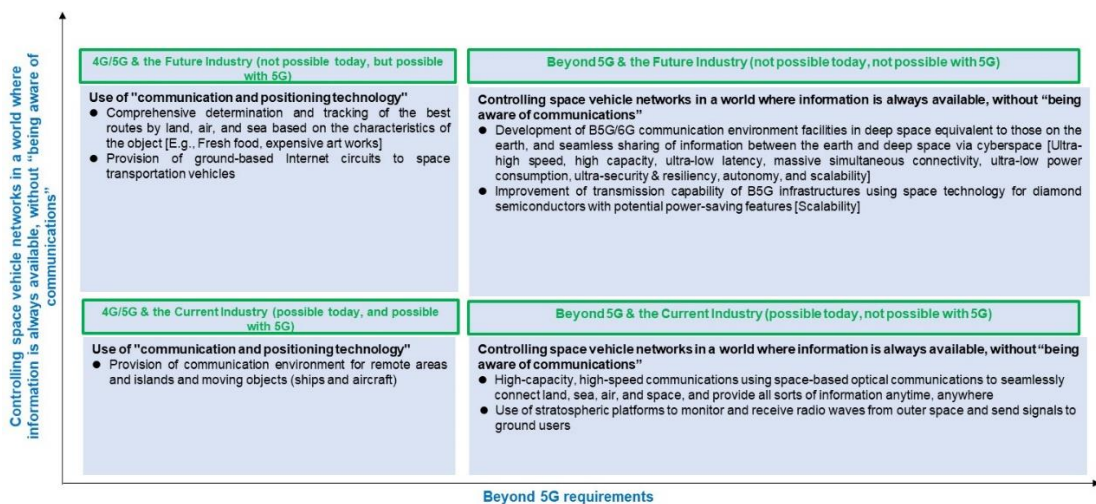 Controlling space vehicle networks in a world where
information is always available, without “being aware of
communications”
4G/5G & the Future Industry (not possible today, but possible
with 5G)
Use of "communication and positioning technology"
● Comprehensive determination and tracking of the best
routes by land, air, and sea based on the characteristics of
the object [E.g., Fresh food, expensive art works]
● Provision of ground-based Internet circuits to space
transportation vehicles
Beyond 5G & the Future Industry (not possible today, not possible with 5G)
Controlling space vehicle networks in a world where information is always available, without “being
aware of communications”
● Development of B5G/6G communication environment facilities in deep space equivalent to those on the
earth, and seamless sharing of information between the earth and deep space via cyberspace [Ultra-
high speed, high capacity, ultra-low latency, massive simultaneous connectivity, ultra-low power
consumption, ultra-security & resiliency, autonomy, and scalability]
● Improvement of transmission capability of B5G infrastructures using space technology for diamond
semiconductors with potential power-saving features [Scalability]
4G/5G & the Current Industry (possible today, and possible
with 5G)
Use of "communication and positioning technology"
● Provision of communication environment for remote areas
and islands and moving objects (ships and aircraft)
Beyond 5G & the Current Industry (possible today, not possible with 5G)
Controlling space vehicle networks in a world where information is always available, without “being
aware of communications”
● High-capacity, high-speed communications using space-based optical communications to seamlessly
connect land, sea, air, and space, and provide all sorts of information anytime, anywhere
● Use of stratospheric platforms to monitor and receive radio waves from outer space and send signals to
ground users
Beyond 5G requirements